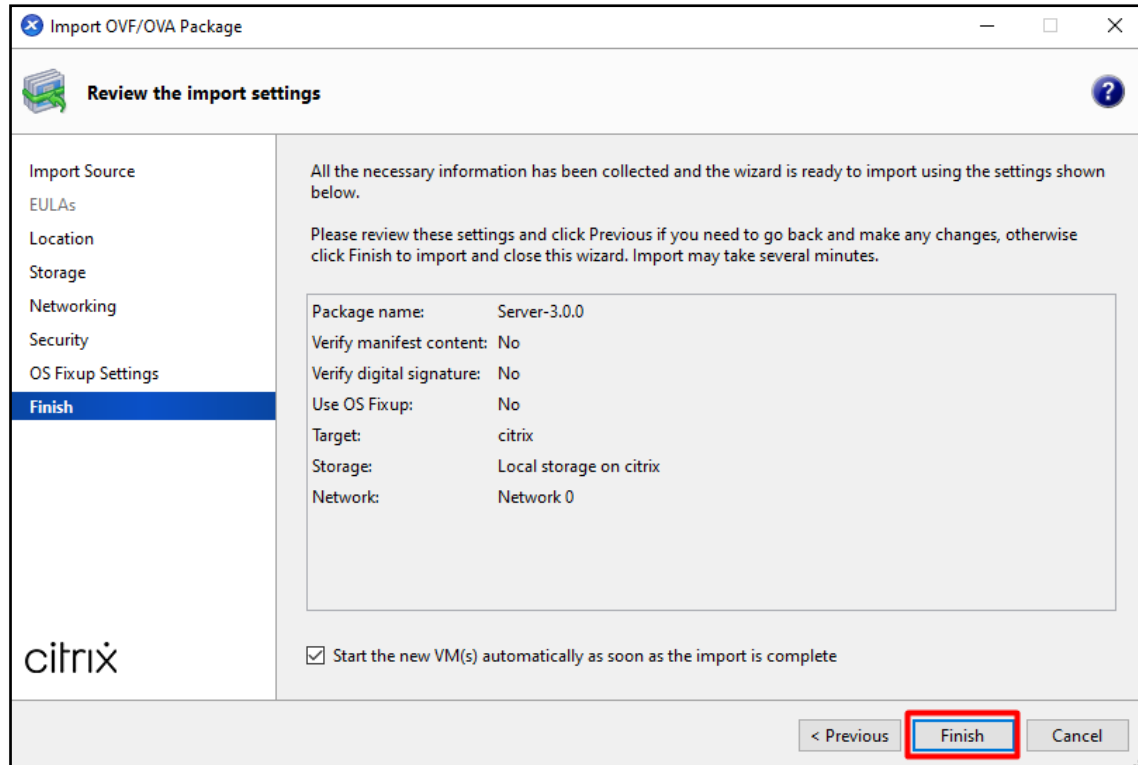 Import OVF/OVA Package
Review the import settings
?
Import Source
EULAs
Location
Storage
Networking
Security
OS Fixup Settings
Finish
All the necessary information has been collected and the wizard is ready to import using the settings shown
below.
Please review these settings and click Previous if you need to go back and make any changes, otherwise
click Finish to import and close this wizard. Import may take several minutes.
Package name: Server-3.0.0
Verify manifest content: No
Verify digital signature: No
Use OS Fixup: No
Target: citrix
Storage: Local storage on citrix
Network: Network 0
citrix
Start the new VM(s) automatically as soon as the import is complete
< Previous Finish Cancel